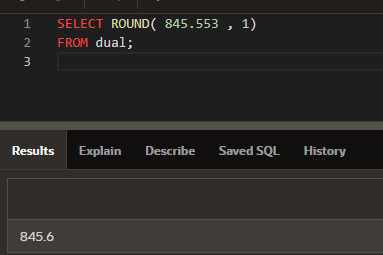 1 SELECT ROUND( 845.553 , 1)
2 FROM dual;
3
Results Explain Describe Saved SQL History
845.6